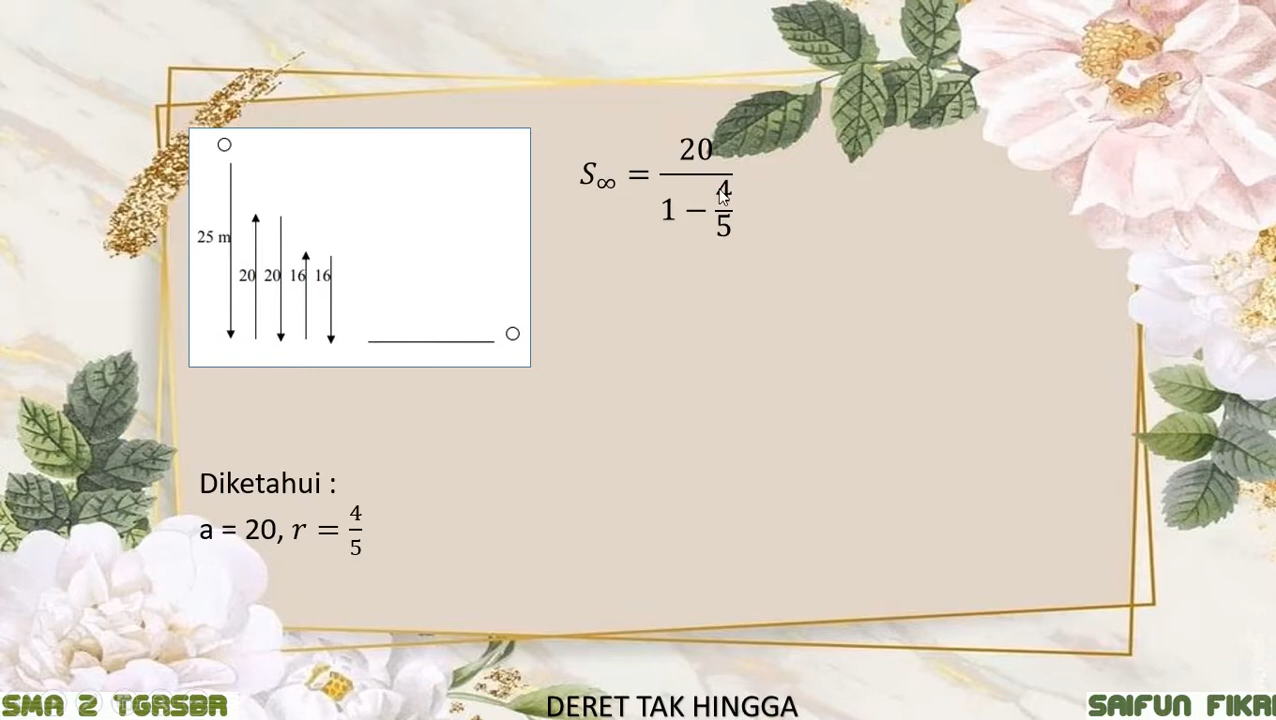 25 m
20 20 16 16
S∞ = 20 / (1 − 4/5)
Diketahui :
a = 20, r = 4/5
SMA 2 TGRSBR
DERET TAK HINGGA
SAIFUN FIKRI